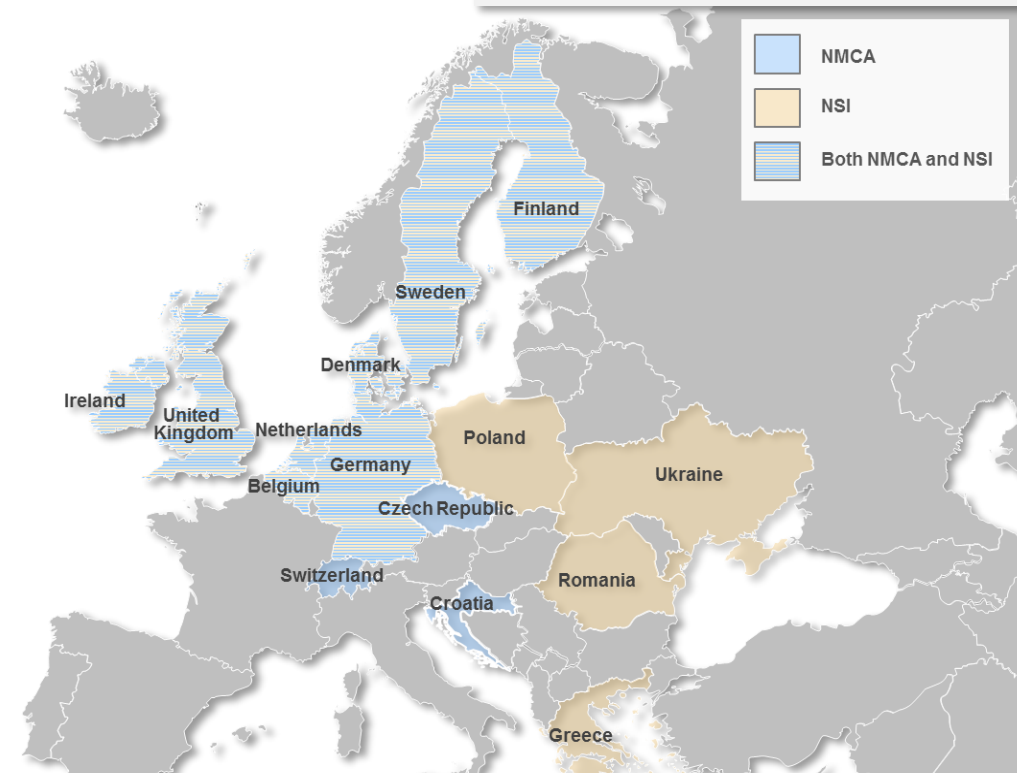 NMCA
NSI
Both NMCA and NSI
Finland
Sweden
Denmark
Ireland
United
Kingdom
Netherlands
Poland
Germany
Ukraine
Belgium
Czech Republic
Switzerland
Romania
Croatia
Greece